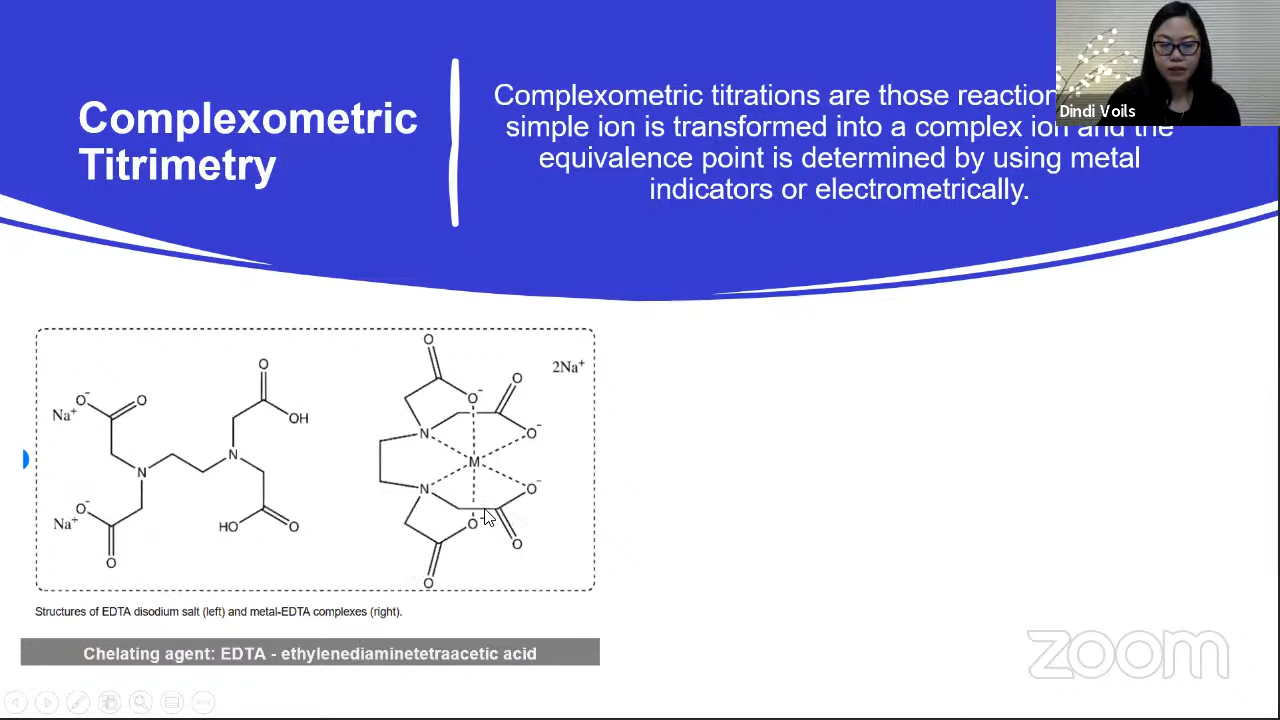 Complexometric
Titrimetry
Complexometric titrations are those reaction
simple ion is transformed into a complex ion and the
equivalence point is determined by using metal
indicators or electrometrically.
Dindi Voils
O
O
2Na⁺
O
O⁻
O
Na⁺
O⁻
O
OH
N
O⁻
N
M
N
N
O⁻
O⁻
Na⁺
HO
O
O⁻
O
O
O
Structures of EDTA disodium salt (left) and metal-EDTA complexes (right).
Chelating agent: EDTA - ethylenediaminetetraacetic acid
zoom